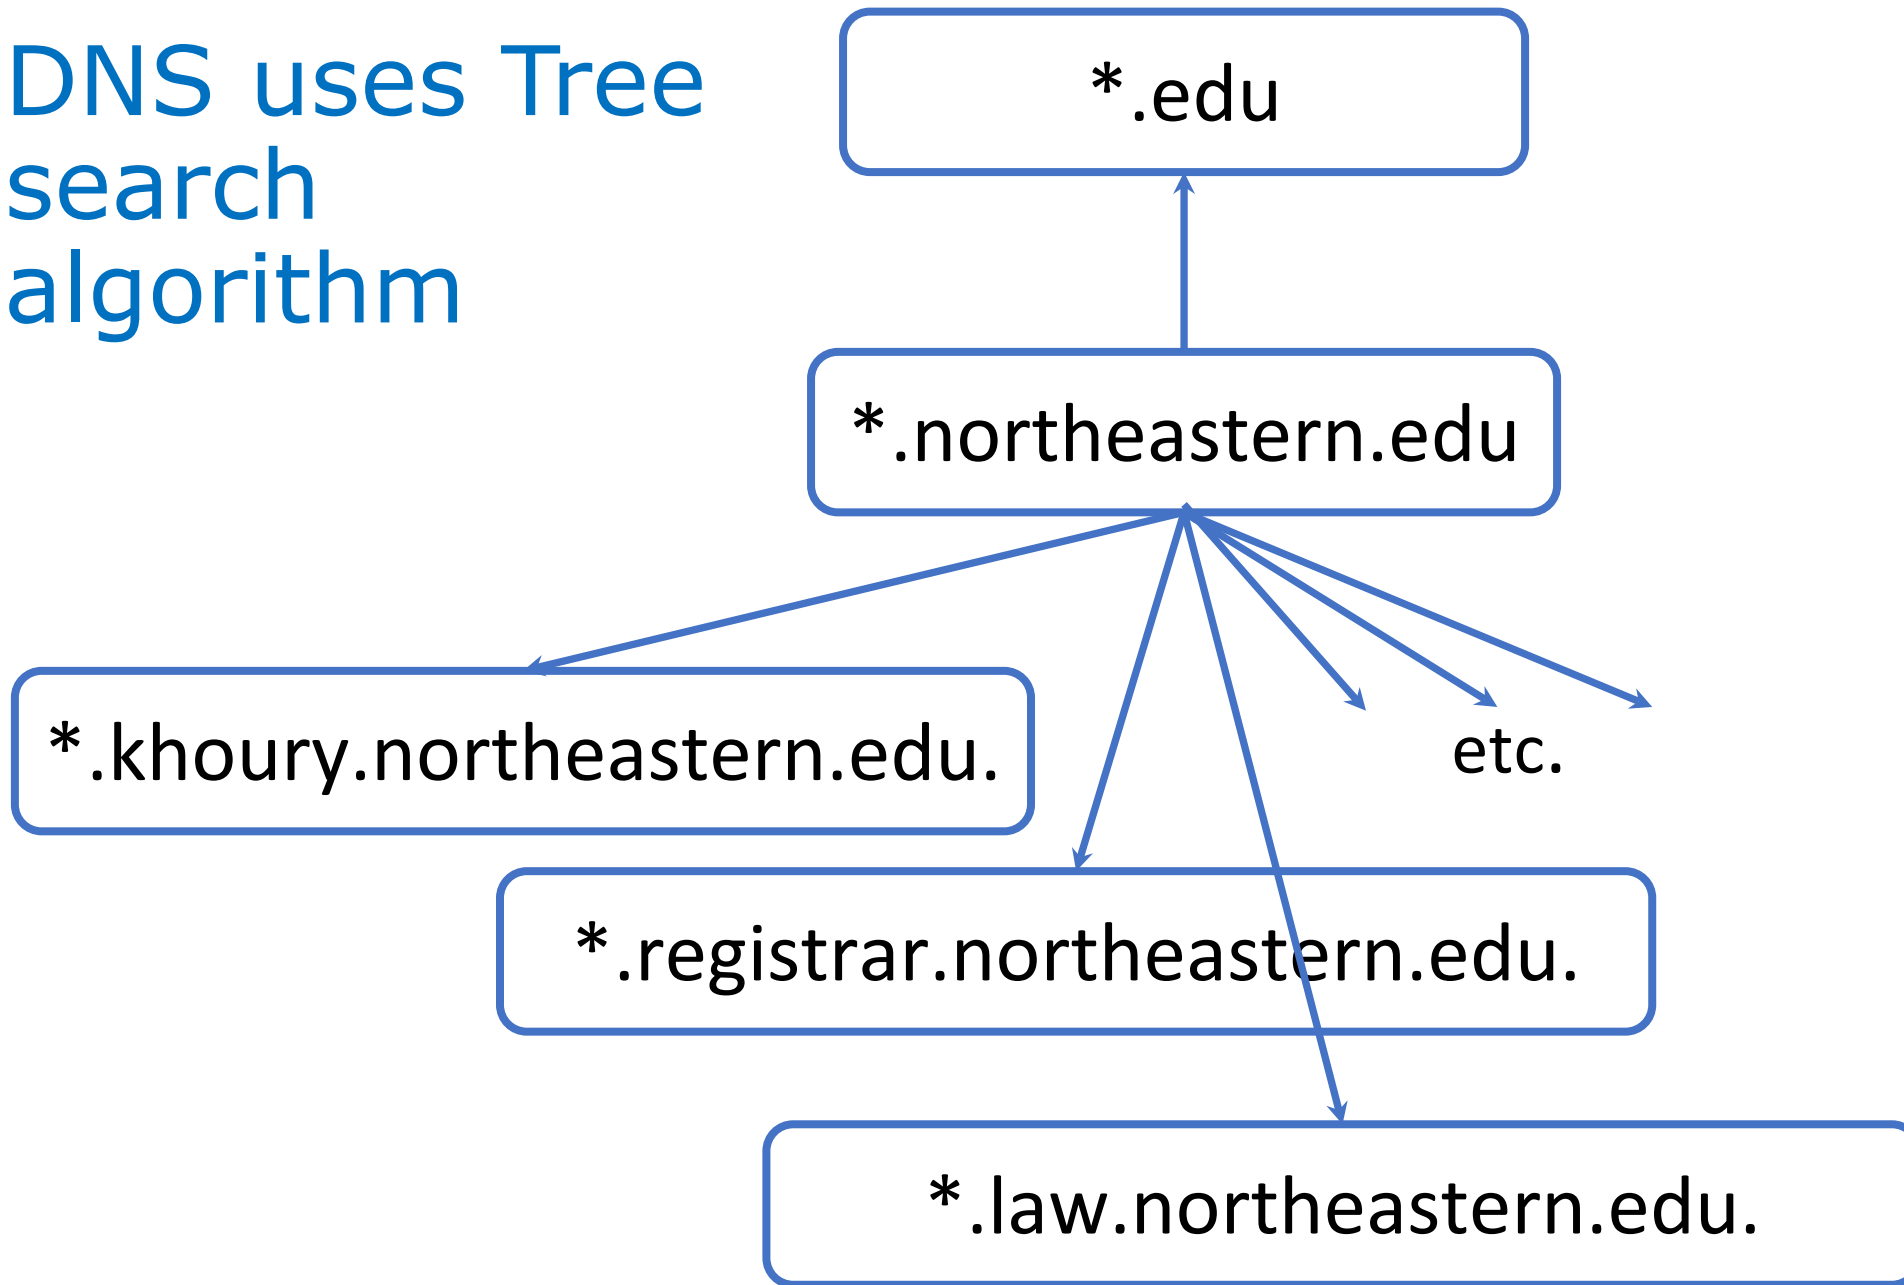 DNS uses Tree
search
algorithm
*.edu
*.northeastern.edu
*.khoury.northeastern.edu.
etc.
*.registrar.northeastern.edu.
*.law.northeastern.edu.